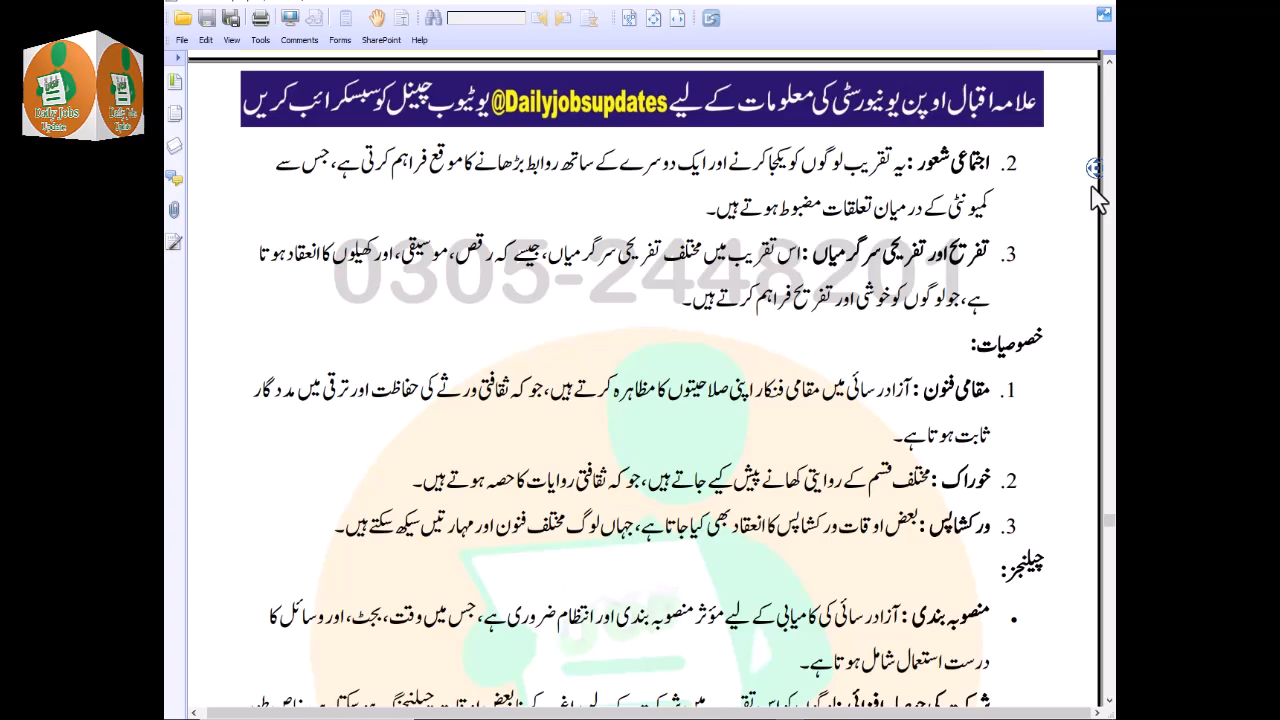 File Edit View Tools Comments Forms SharePoint Help
Daily Jobs
Update
Daily Jobs
Update
علامہ اقبال اوپن یونیورسٹی کی معلومات کے لیے @Dailyjobsupdates یوٹیوب چینل کو سبسکرائب کریں
2. اجتماعی شعور: یہ تقریب لوگوں کو یکجا کرنے اور ایک دوسرے کے ساتھ روابط بڑھانے کا موقع فراہم کرتی ہے، جس سے
کمیونٹی کے درمیان تعلقات مضبوط ہوتے ہیں۔
3. تفریح اور تفریحی سرگرمیاں: اس تقریب میں مختلف تفریحی سرگرمیاں، جیسے کہ رقص، موسیقی، اور کھیلوں کا انعقاد ہوتا
ہے، جو لوگوں کو خوشی اور تفریح فراہم کرتے ہیں۔
0305-2448201
خصوصیات:
1. مقامی فنون: آزاد رسائی میں مقامی فنکار اپنی صلاحیتوں کا مظاہرہ کرتے ہیں، جو کہ ثقافتی ورثے کی حفاظت اور ترقی میں مددگار
ثابت ہوتا ہے۔
2. خوراک: مختلف قسم کے روایتی کھانے پیش کیے جاتے ہیں، جو کہ ثقافتی روایات کا حصہ ہوتے ہیں۔
3. ورکشاپس: بعض اوقات ورکشاپس کا انعقاد بھی کیا جاتا ہے، جہاں لوگ مختلف فنون اور مہارتیں سیکھ سکتے ہیں۔
چیلنجز:
• منصوبہ بندی: آزاد رسائی کی کامیابی کے لیے مؤثر منصوبہ بندی اور انتظام ضروری ہے، جس میں وقت، بجٹ، اور وسائل کا
درست استعمال شامل ہوتا ہے۔